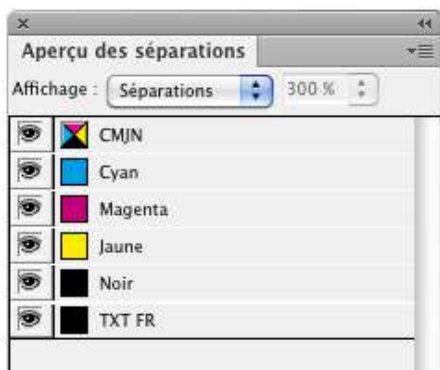 Aperçu des séparations
Affichage : Séparations 300 %
CMJN
Cyan
Magenta
Jaune
Noir
TXT FR